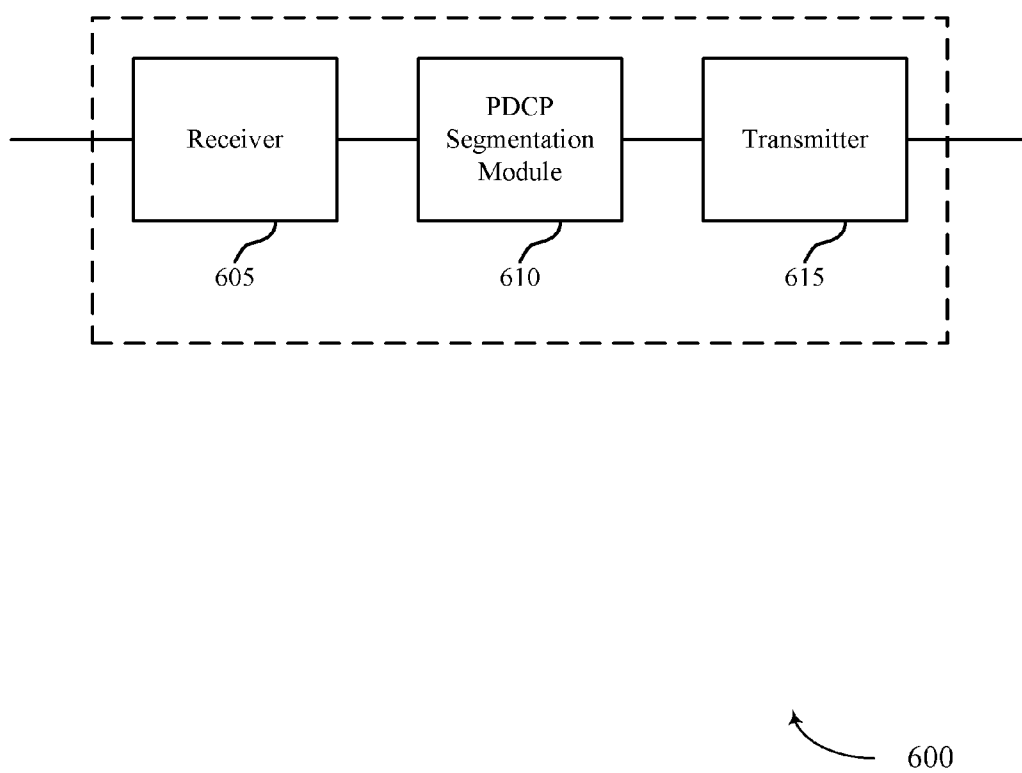 Receiver
PDCP
Segmentation
Module
Transmitter
605
610
615
600